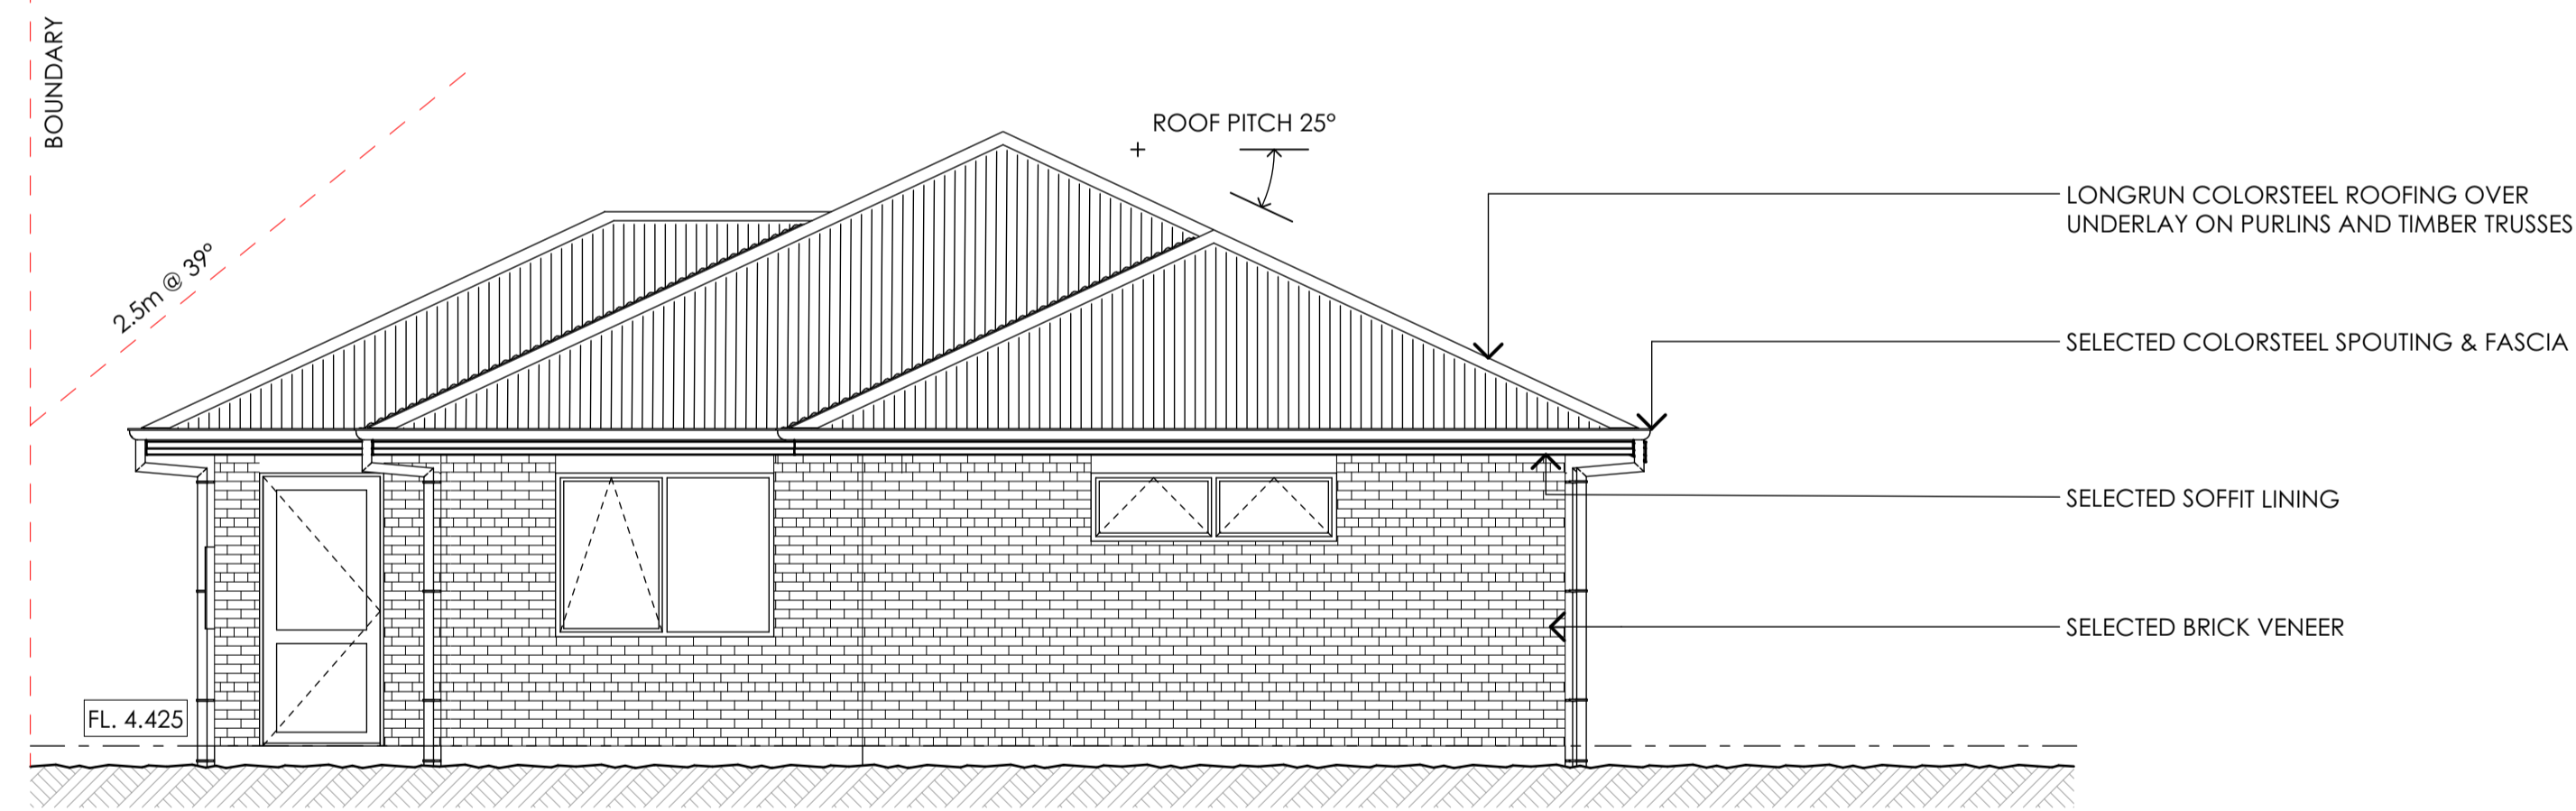 BOUNDARY
2.5m @ 39°
ROOF PITCH 25°
LONGRUN COLORSTEEL ROOFING OVER
UNDERLAY ON PURLINS AND TIMBER TRUSSES
SELECTED COLORSTEEL SPOUTING & FASCIA
SELECTED SOFFIT LINING
SELECTED BRICK VENEER
FL. 4.425